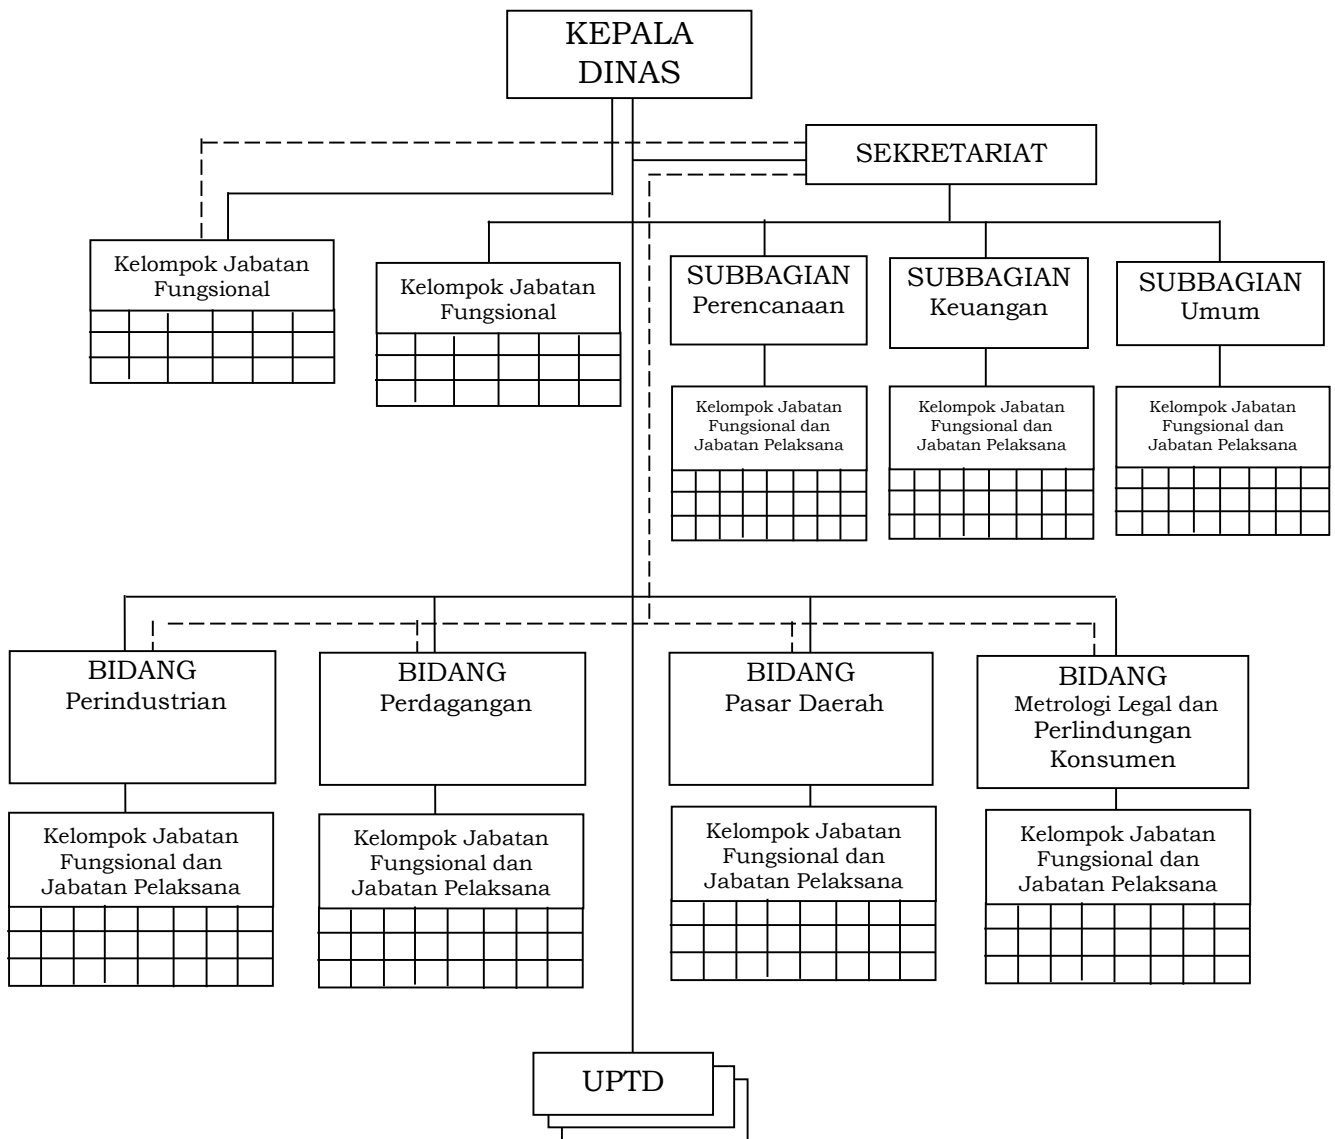 KEPALA
DINAS
SEKRETARIAT
Kelompok Jabatan
Fungsional
Kelompok Jabatan
Fungsional
SUBBAGIAN
Perencanaan
SUBBAGIAN
Keuangan
SUBBAGIAN
Umum
Kelompok Jabatan
Fungsional dan
Jabatan Pelaksana
Kelompok Jabatan
Fungsional dan
Jabatan Pelaksana
Kelompok Jabatan
Fungsional dan
Jabatan Pelaksana
BIDANG
Perindustrian
BIDANG
Perdagangan
BIDANG
Pasar Daerah
BIDANG
Metrologi Legal dan
Perlindungan
Konsumen
Kelompok Jabatan
Fungsional dan
Jabatan Pelaksana
Kelompok Jabatan
Fungsional dan
Jabatan Pelaksana
Kelompok Jabatan
Fungsional dan
Jabatan Pelaksana
Kelompok Jabatan
Fungsional dan
Jabatan Pelaksana
UPTD